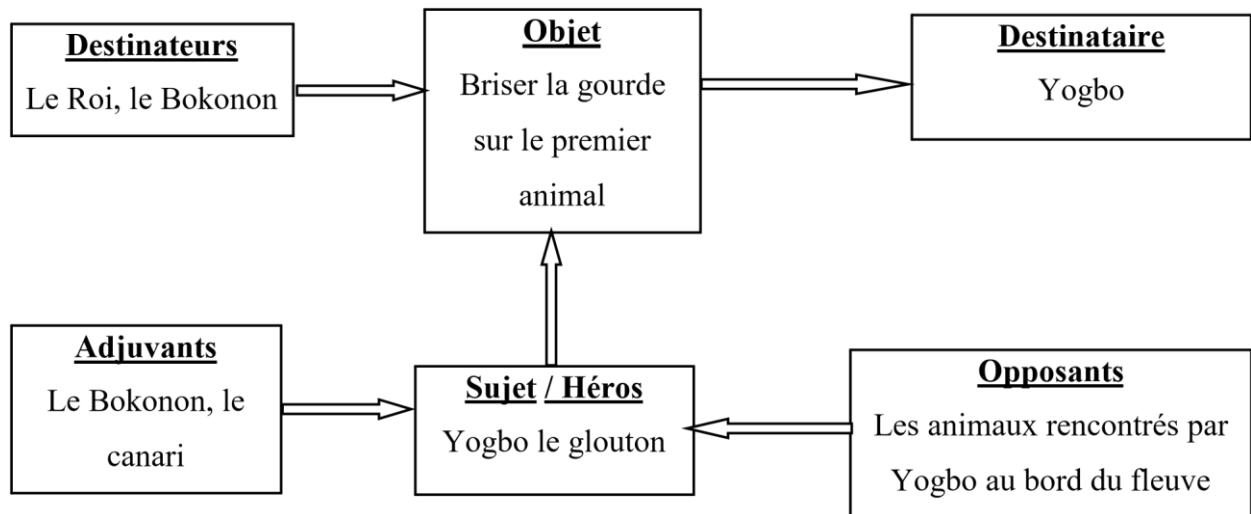 Destinateurs
Le Roi, le Bokonon
Objet
Briser la gourde
sur le premier
animal
Destinataire
Yogbo
Adjuvants
Le Bokonon, le
canari
Sujet / Héros
Yogbo le glouton
Opposants
Les animaux rencontrés par
Yogbo au bord du fleuve